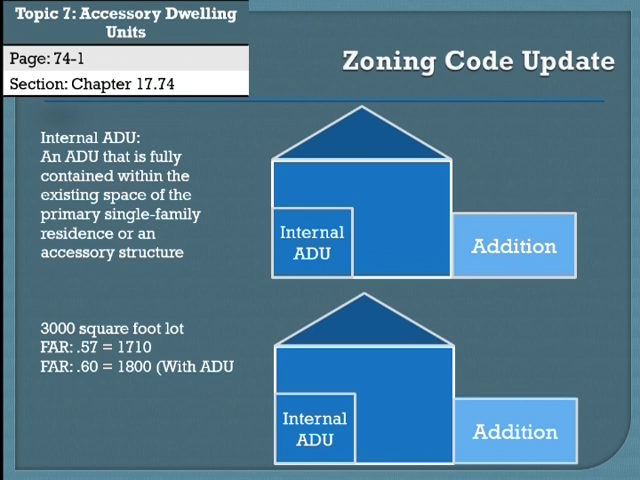 Topic 7: Accessory Dwelling
Units
Page: 74-1
Section: Chapter 17.74
Zoning Code Update
Internal ADU:
An ADU that is fully
contained within the
existing space of the
primary single-family
residence or an
accessory structure
Internal
ADU
Addition
3000 square foot lot
FAR: .57 = 1710
FAR: .60 = 1800 (With ADU
Internal
ADU
Addition